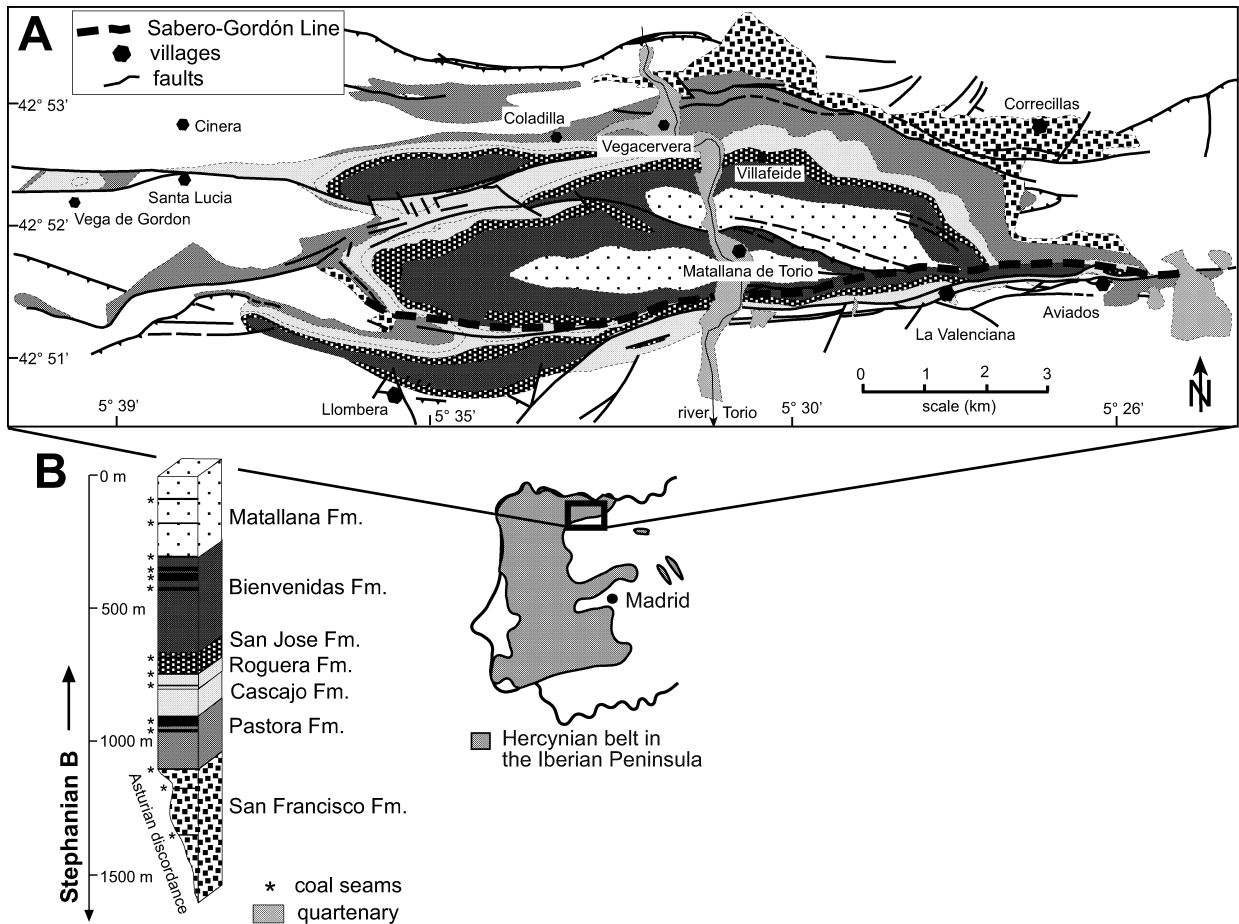 A
Sabero-Gordón Line
villages
faults
42° 53'
42° 52'
42° 51'
Cinera
Coladilla
Correcillas
Vegacervera
Villafeide
Santa Lucia
Vega de Gordon
Matallana de Torio
Aviados
La Valenciana
Llombera
river Torio
0 1 2 3
scale (km)
N
5° 39'
5° 35'
5° 30'
5° 26'
B
0 m
500 m
1000 m
1500 m
Stephanian B
Matallana Fm.
Bienvenidas Fm.
San Jose Fm.
Roguera Fm.
Cascajo Fm.
Pastora Fm.
San Francisco Fm.
Asturian discordance
* coal seams
quartenary
Madrid
Hercynian belt in
the Iberian Peninsula